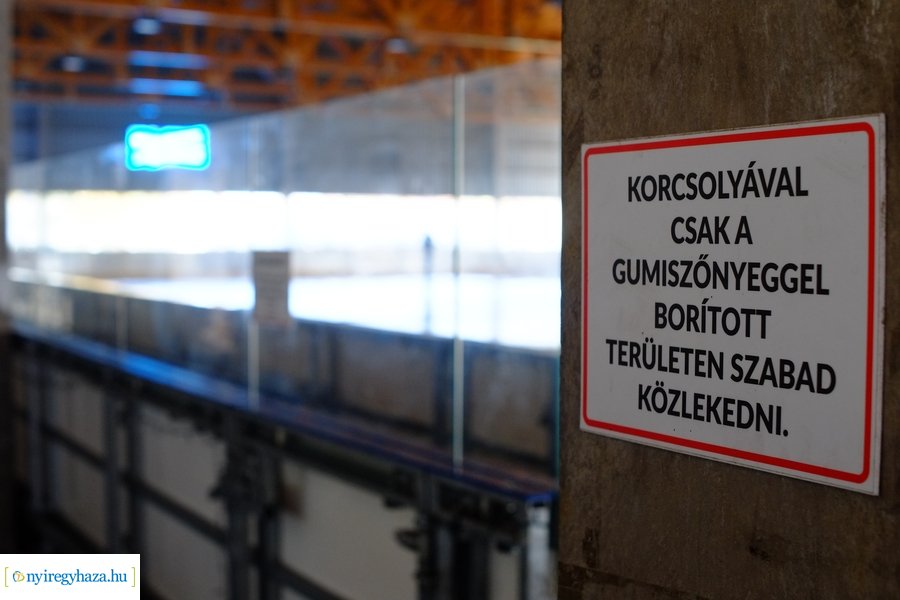 KORCSOLYÁVAL
CSAK A
GUMISZŐNYEGGEL
BORÍTOTT
TERÜLETEN SZABAD
KÖZLEKEDNI.
nyiregyhaza.hu